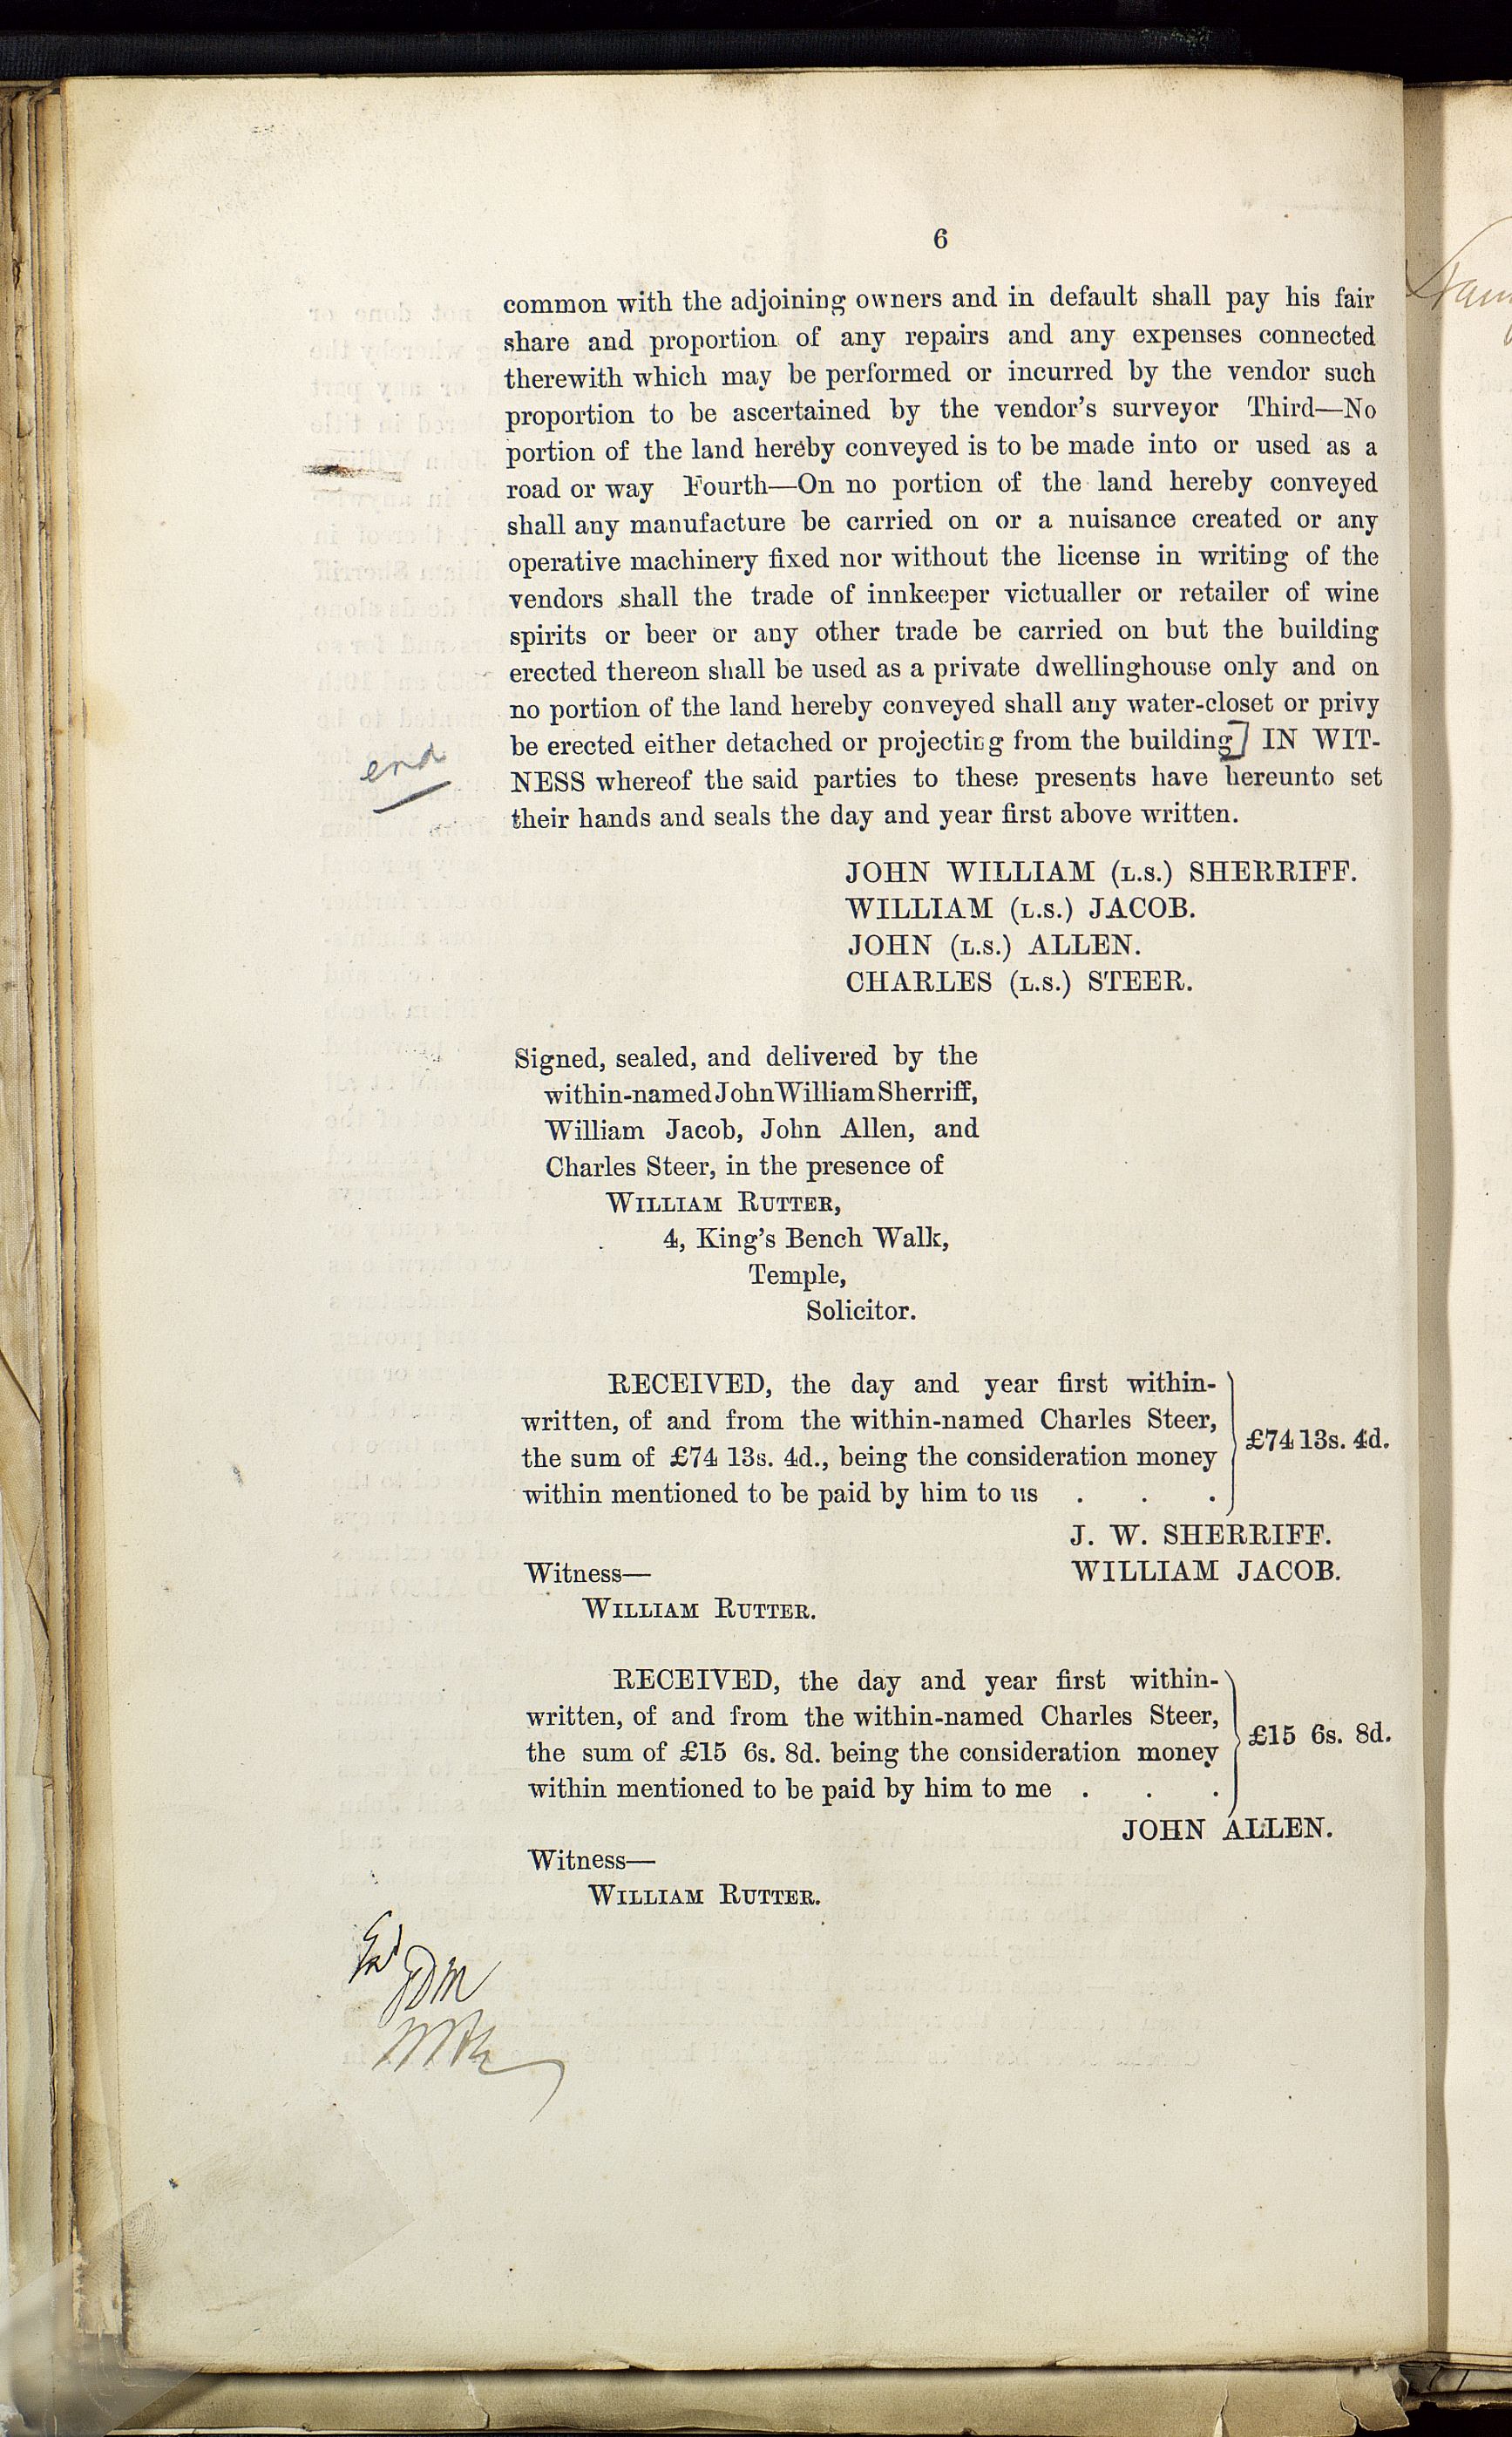 6
common with the adjoining owners and in default shall pay his fair
share and proportion of any repairs and any expenses connected
therewith which may be performed or incurred by the vendor such
proportion to be ascertained by the vendor's surveyor Third—No
portion of the land hereby conveyed is to be made into or used as a
road or way Fourth—On no portion of the land hereby conveyed
shall any manufacture be carried on or a nuisance created or any
operative machinery fixed nor without the license in writing of the
vendors shall the trade of innkeeper victualler or retailer of wine
spirits or beer or any other trade be carried on but the building
erected thereon shall be used as a private dwellinghouse only and on
no portion of the land hereby conveyed shall any water-closet or privy
be erected either detached or projecting from the building] IN WIT-
end
NESS whereof the said parties to these presents have hereunto set
their hands and seals the day and year first above written.
JOHN WILLIAM (L.S.) SHERRIFF.
WILLIAM (L.S.) JACOB.
JOHN (L.S.) ALLEN.
CHARLES (L.S.) STEER.
Signed, sealed, and delivered by the
within-named John William Sherriff,
William Jacob, John Allen, and
Charles Steer, in the presence of
WILLIAM RUTTER,
4, King's Bench Walk,
Temple,
Solicitor.
RECEIVED, the day and year first within-
written, of and from the within-named Charles Steer,
the sum of £74 13s. 4d., being the consideration money
within mentioned to be paid by him to us . . .
£74 13s. 4d.
J. W. SHERRIFF.
WILLIAM JACOB.
Witness—
WILLIAM RUTTER.
RECEIVED, the day and year first within-
written, of and from the within-named Charles Steer,
the sum of £15 6s. 8d. being the consideration money
within mentioned to be paid by him to me . . .
£15 6s. 8d.
JOHN ALLEN.
Witness—
WILLIAM RUTTER.